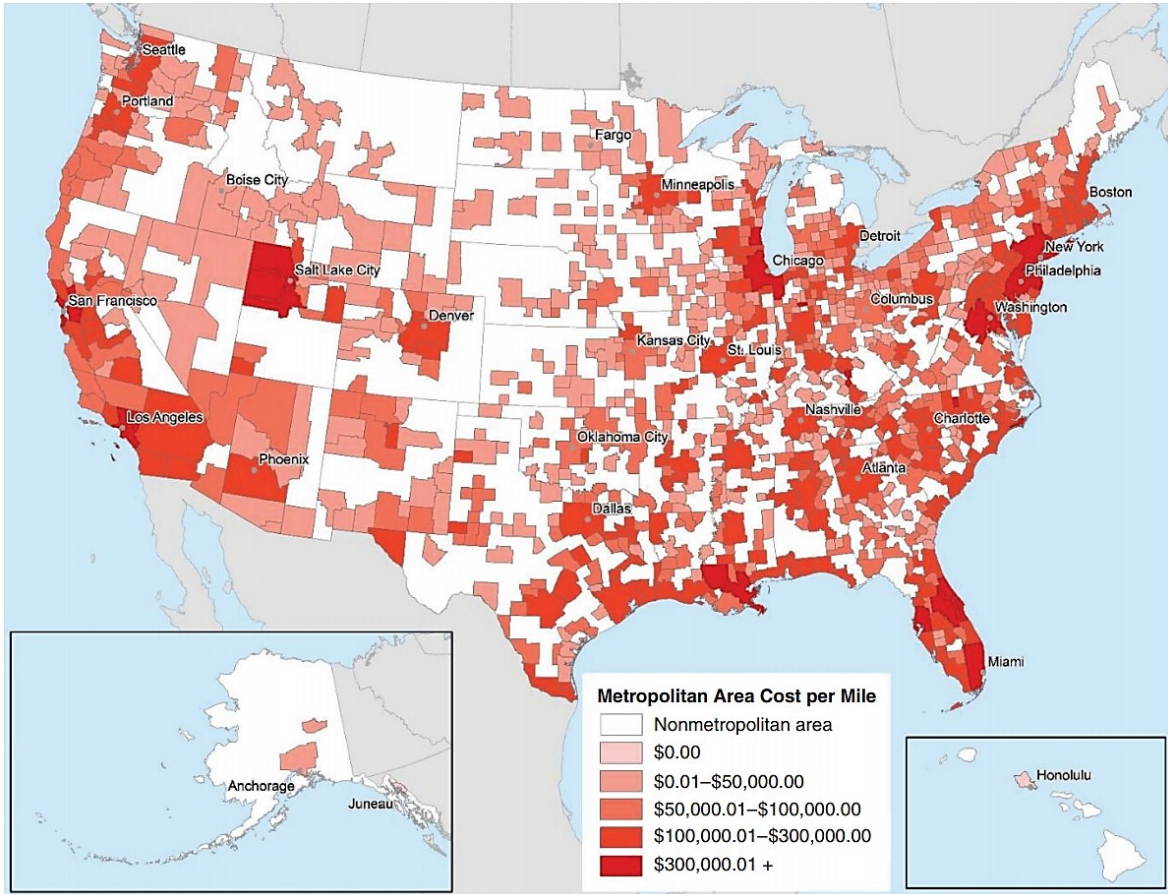 Seattle
Portland
Fargo
Boise City
Minneapolis
Boston
Detroit
New York
Salt Lake City
Chicago
Philadelphia
San Francisco
Columbus
Washington
Denver
Kansas City
St. Louis
Nashville
Los Angeles
Charlotte
Oklahoma City
Phoenix
Atlanta
Dallas
Miami
Metropolitan Area Cost per Mile
Nonmetropolitan area
$0.00
$0.01–$50,000.00
$50,000.01–$100,000.00
$100,000.01–$300,000.00
$300,000.01 +
Anchorage
Juneau
Honolulu